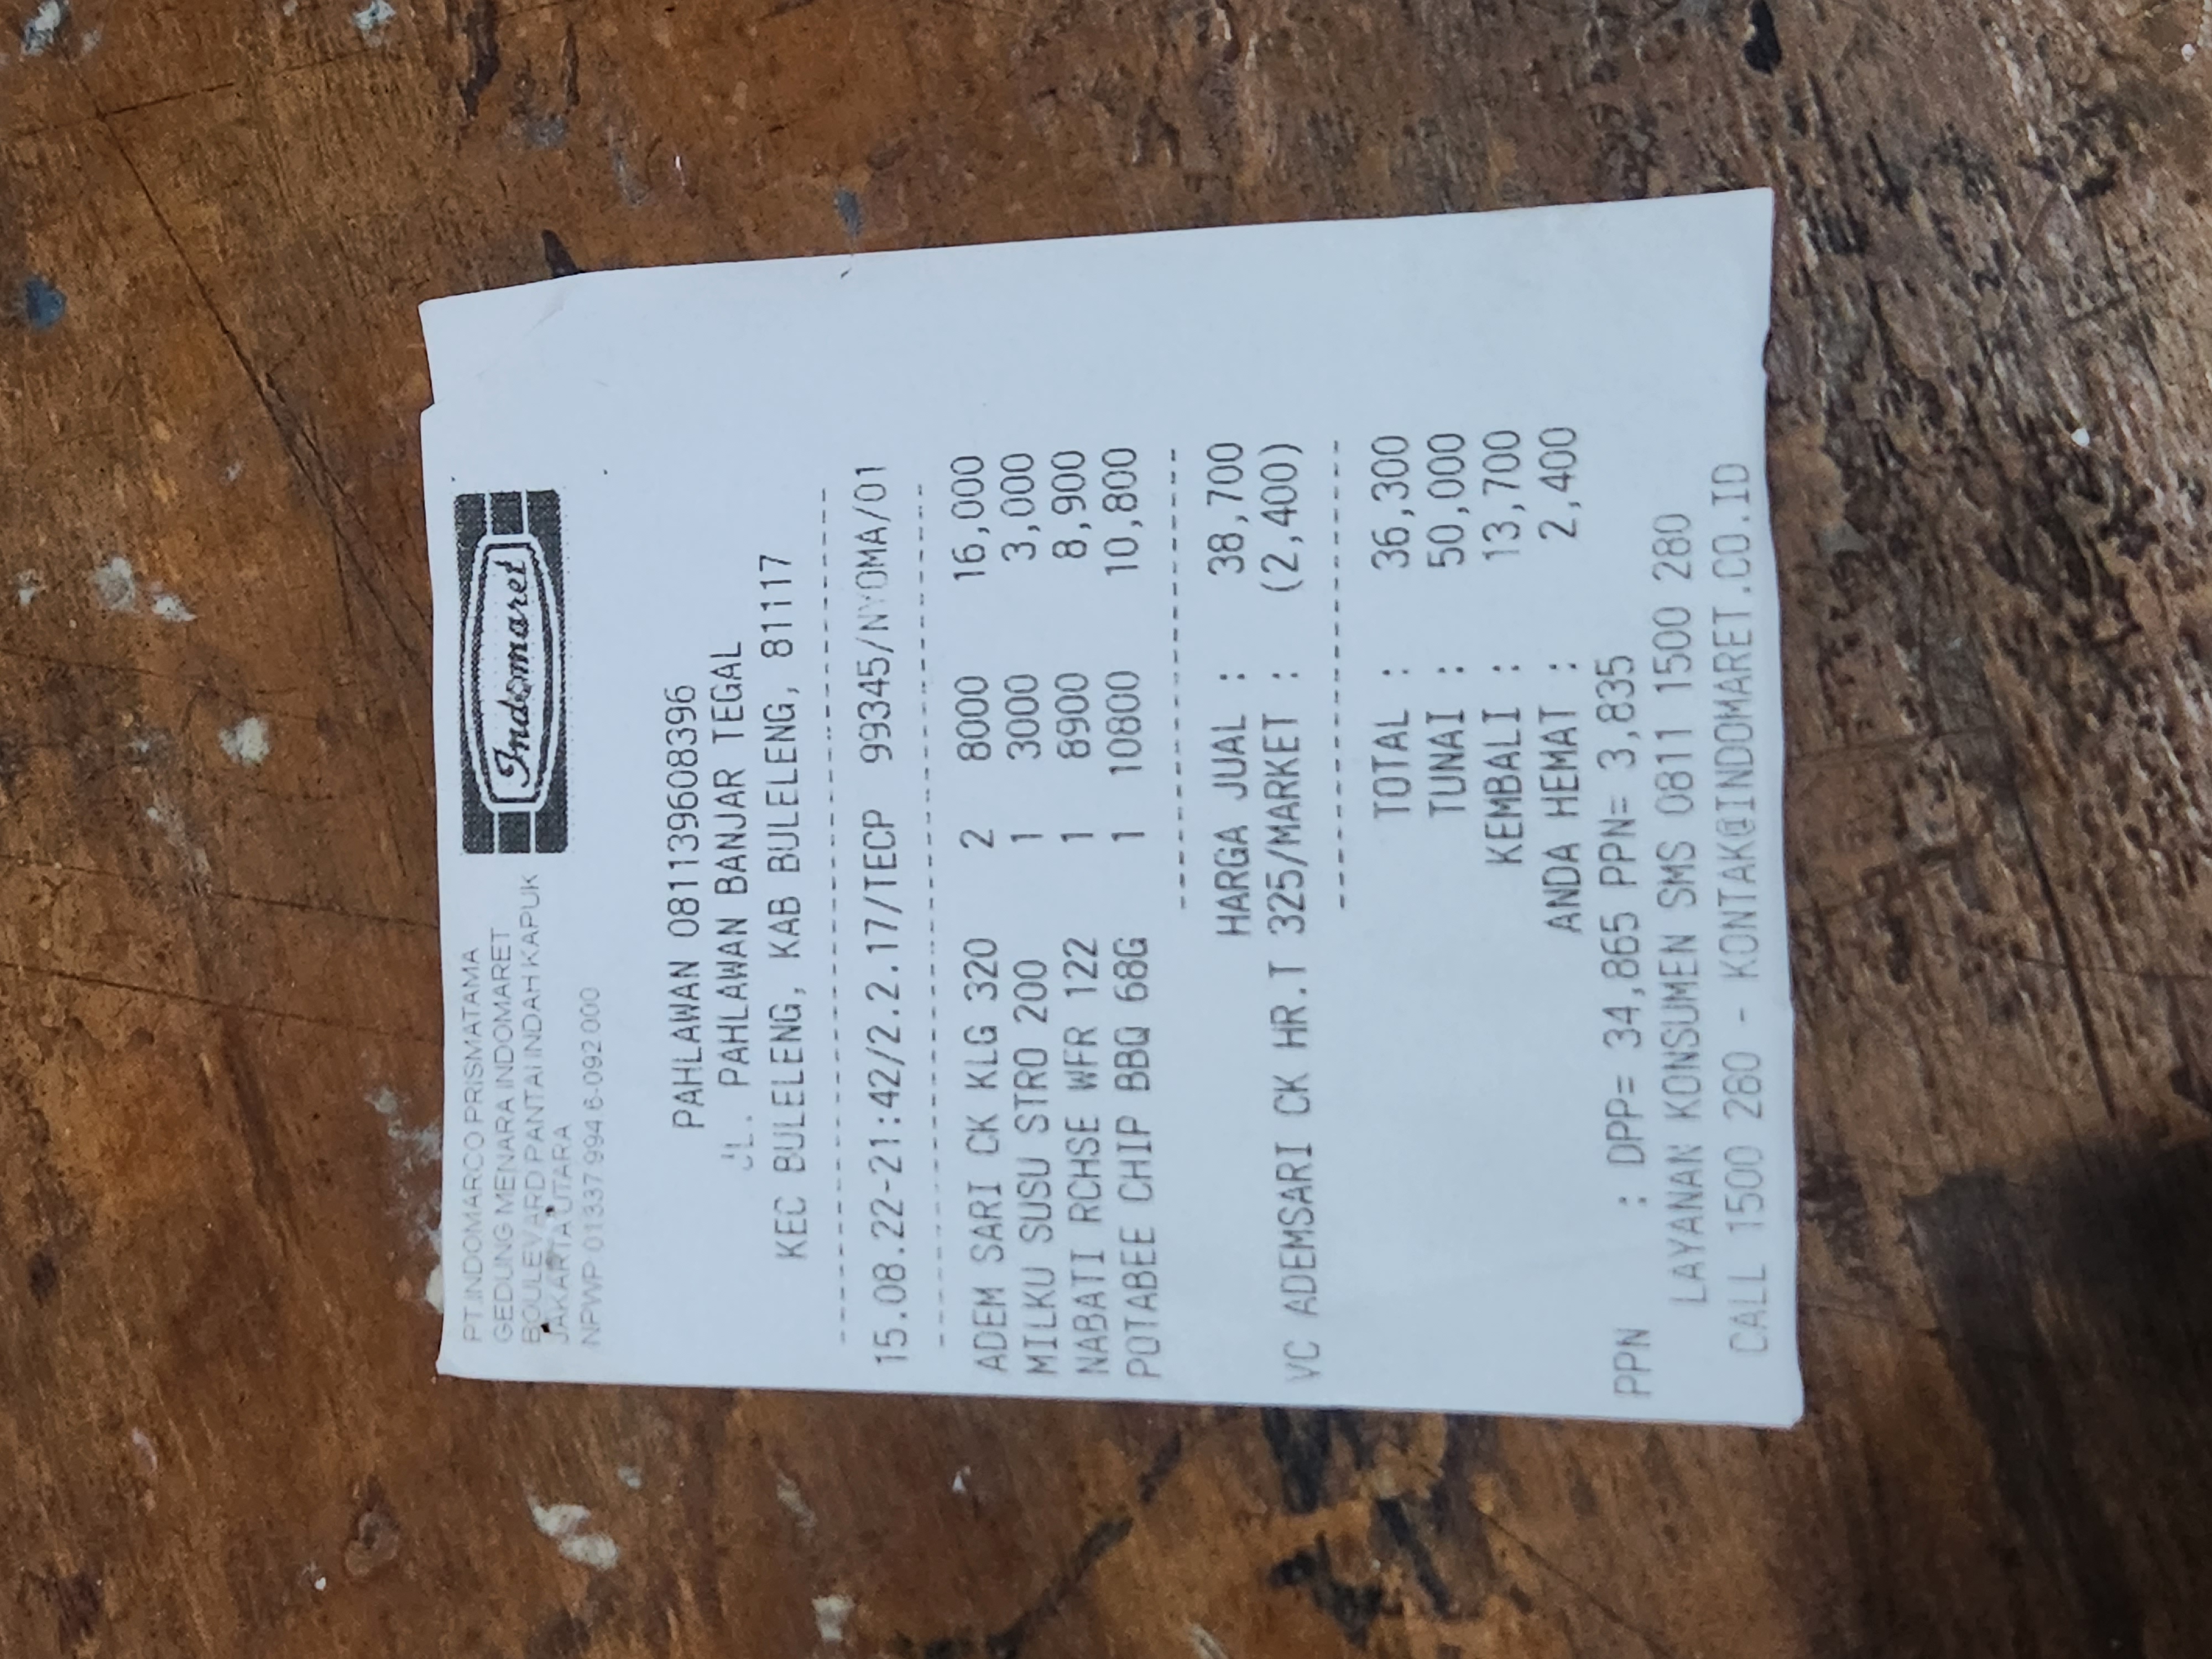 PT.INDOMARCO PRISMATAMA
GEDUNG MENARA INDOMARET
BOULEVARD PANTAI INDAH KAPUK
JAKARTA UTARA
NPWP 01.337.994.6-092.000
Indomaret
PAHLAWAN 081139608396
JL. PAHLAWAN BANJAR TEGAL
KEC BULELENG, KAB BULELENG, 81117
15.08.22-21:42/2.2.17/TECP 99345/NYOMA/01
ADEM SARI CK KLG 320 2 8000 16,000
MILKU SUSU STRO 200 1 3000 3,000
NABATI RCHSE WFR 122 1 8900 8,900
POTABEE CHIP BBQ 68G 1 10800 10,800
HARGA JUAL : 38,700
VC ADEMSARI CK HR.T 325/MARKET : (2,400)
TOTAL : 36,300
TUNAI : 50,000
KEMBALI : 13,700
ANDA HEMAT : 2,400
PPN : DPP= 34,865 PPN= 3,835
LAYANAN KONSUMEN SMS 0811 1500 280
CALL 1500 280 - KONTAK@INDOMARET.CO.ID